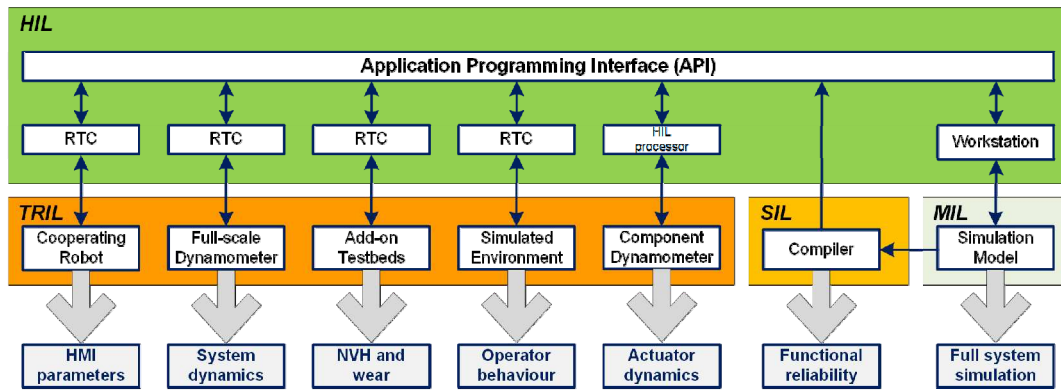 HIL
Application Programming Interface (API)
RTC
RTC
RTC
RTC
HIL
processor
Workstation
TRIL
SIL
MIL
Cooperating
Robot
Full-scale
Dynamometer
Add-on
Testbeds
Simulated
Environment
Component
Dynamometer
Compiler
Simulation
Model
HMI
parameters
System
dynamics
NVH and
wear
Operator
behaviour
Actuator
dynamics
Functional
reliability
Full system
simulation